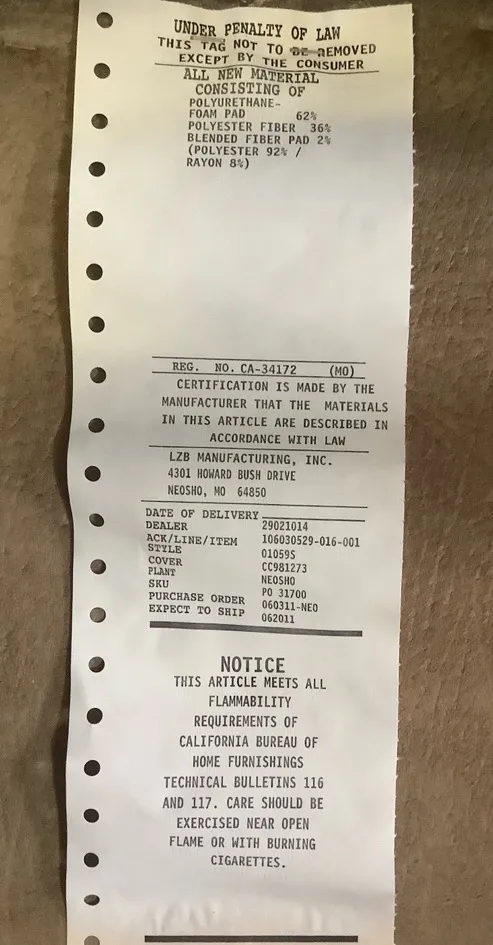 UNDER PENALTY OF LAW
THIS TAG NOT TO BE REMOVED
EXCEPT BY THE CONSUMER
ALL NEW MATERIAL
CONSISTING OF
POLYURETHANE-
FOAM PAD 62%
POLYESTER FIBER 36%
BLENDED FIBER PAD 2%
(POLYESTER 92% /
RAYON 8%)
REG. NO. CA-34172 (MO)
CERTIFICATION IS MADE BY THE
MANUFACTURER THAT THE MATERIALS
IN THIS ARTICLE ARE DESCRIBED IN
ACCORDANCE WITH LAW
LZB MANUFACTURING, INC.
4301 HOWARD BUSH DRIVE
NEOSHO, MO 64850
DATE OF DELIVERY
DEALER 29021014
ACK/LINE/ITEM 106030529-016-001
STYLE 01059S
COVER CC981273
PLANT NEOSHO
SKU PO 31700
PURCHASE ORDER 060311-NEO
EXPECT TO SHIP 062011
NOTICE
THIS ARTICLE MEETS ALL
FLAMMABILITY
REQUIREMENTS OF
CALIFORNIA BUREAU OF
HOME FURNISHINGS
TECHNICAL BULLETINS 116
AND 117. CARE SHOULD BE
EXERCISED NEAR OPEN
FLAME OR WITH BURNING
CIGARETTES.